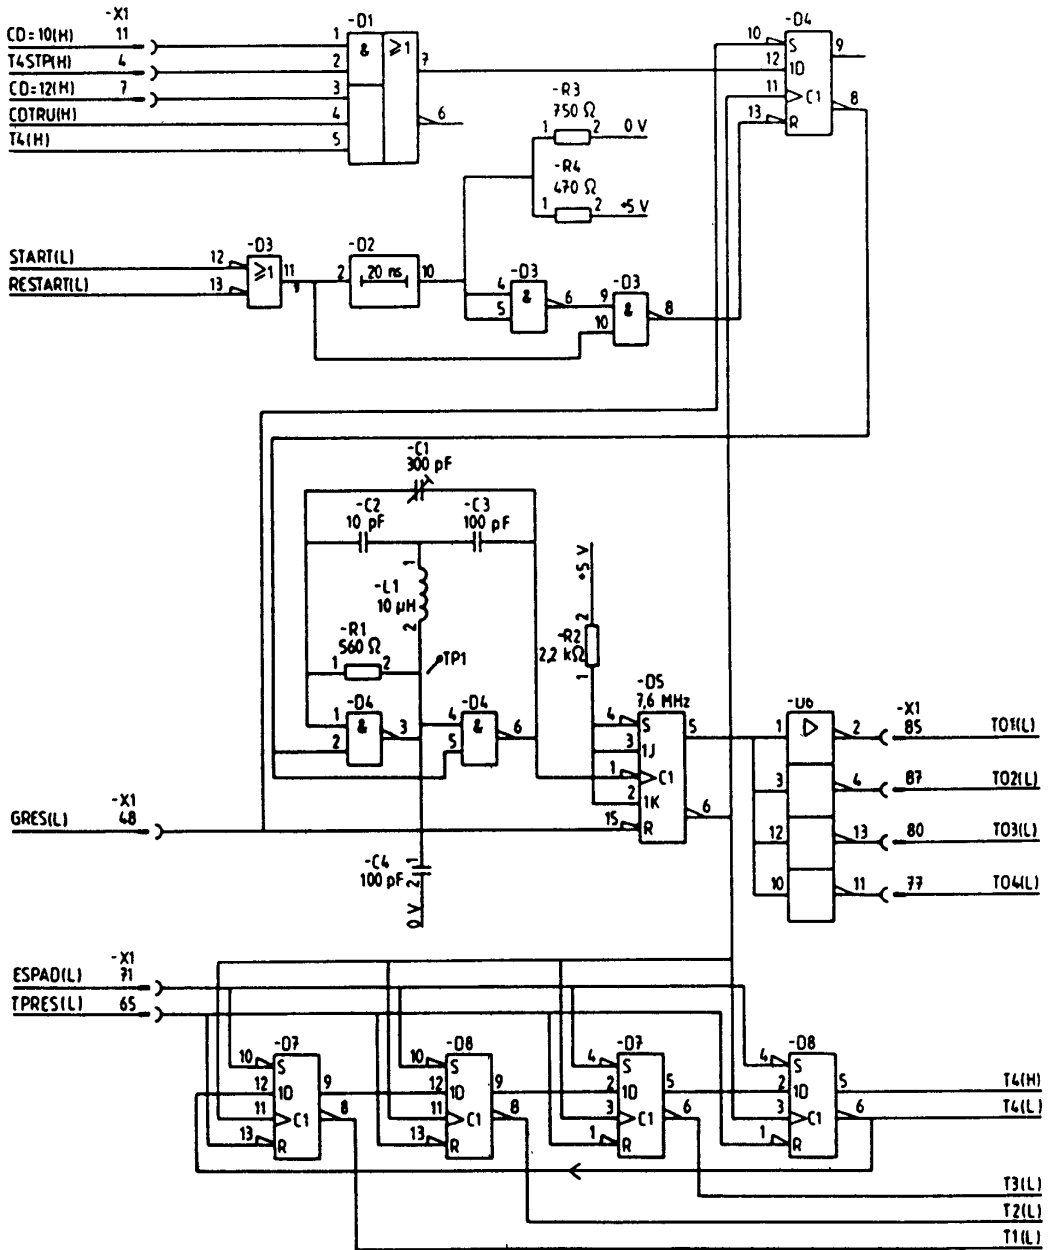 -X1
CD=10(H) 11
T4STP(H) 4
CD=12(H) 7
CDTRU(H)
T4(H)
-D1
& ≥1
1
2
3
4
5
7
6
-D4
10 S 9
12 1D
11 C1 8
13 R
-R3
750 Ω
1 2 0 V
-R4
470 Ω
1 2 +5 V
START(L) 12
RESTART(L) 13
-D3
≥1
11
-D2
2 20 ns 10
-D3
4 & 6
5
-D3
9 & 8
10
-C1
300 pF
-C2
10 pF
-C3
100 pF
1
-L1
10 µH
2
-R1
560 Ω
1 2
TP1
-D4
1 & 3
2
-D4
4 & 6
5
+5 V
2
-R2
2,2 kΩ
1
-D5
7,6 MHz
4 S 5
3 1J
1 C1
2 1K 6
15 R
-D6
1 2
3 4
12 13
10 11
-X1
85 TO1(L)
87 TO2(L)
80 TO3(L)
77 TO4(L)
-X1
GRES(L) 48
-C4
100 pF
1
2
0 V
-X1
ESPAD(L) 71
TPRES(L) 65
-D7
10 S
12 1D 9
11 C1 8
13 R
-D8
10 S
12 1D 9
11 C1 8
13 R
-D7
4 S
2 1D 5
3 C1 6
1 R
-D8
4 S
2 1D 5
3 C1 6
1 R
T4(H)
T4(L)
T3(L)
T2(L)
T1(L)